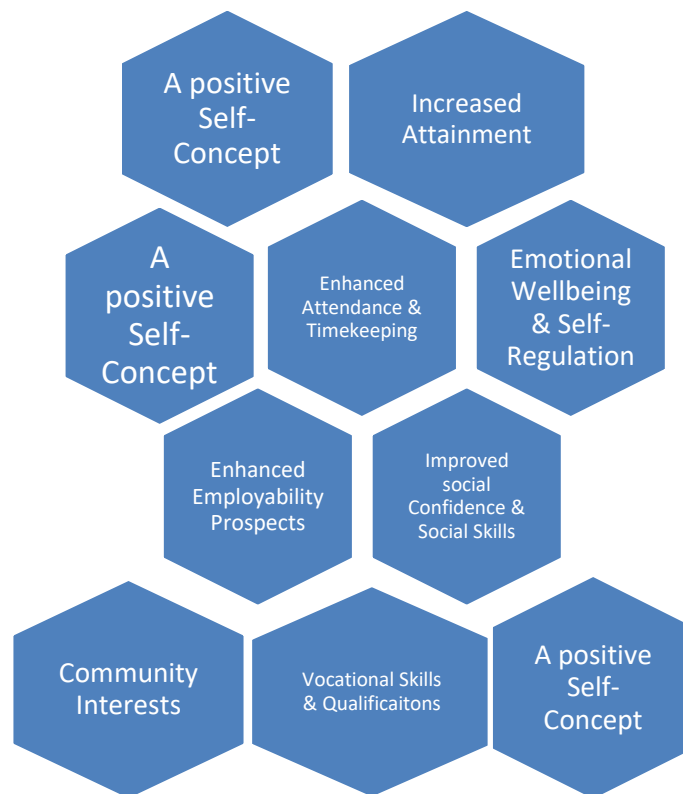 A positive
Self-
Concept
Increased
Attainment
A
positive
Self-
Concept
Enhanced
Attendance &
Timekeeping
Emotional
Wellbeing
& Self-
Regulation
Enhanced
Employability
Prospects
Improved
social
Confidence &
Social Skills
Community
Interests
Vocational Skills
& Qualificaitons
A positive
Self-
Concept